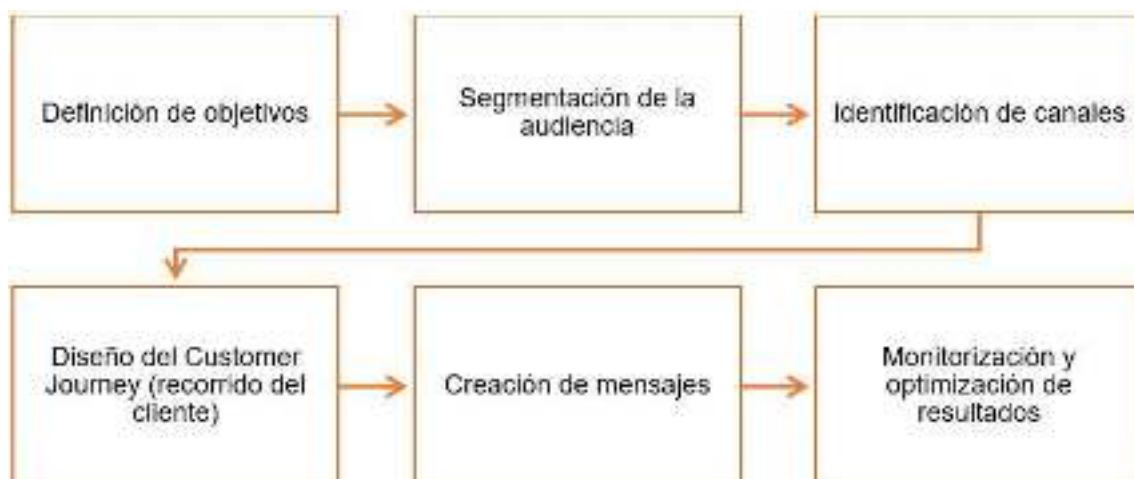 Definición de objetivos
Segmentación de la
audiencia
Identificación de canales
Diseño del Customer
Journey (recorrido del
cliente)
Creación de mensajes
Monitorización y
optimización de
resultados